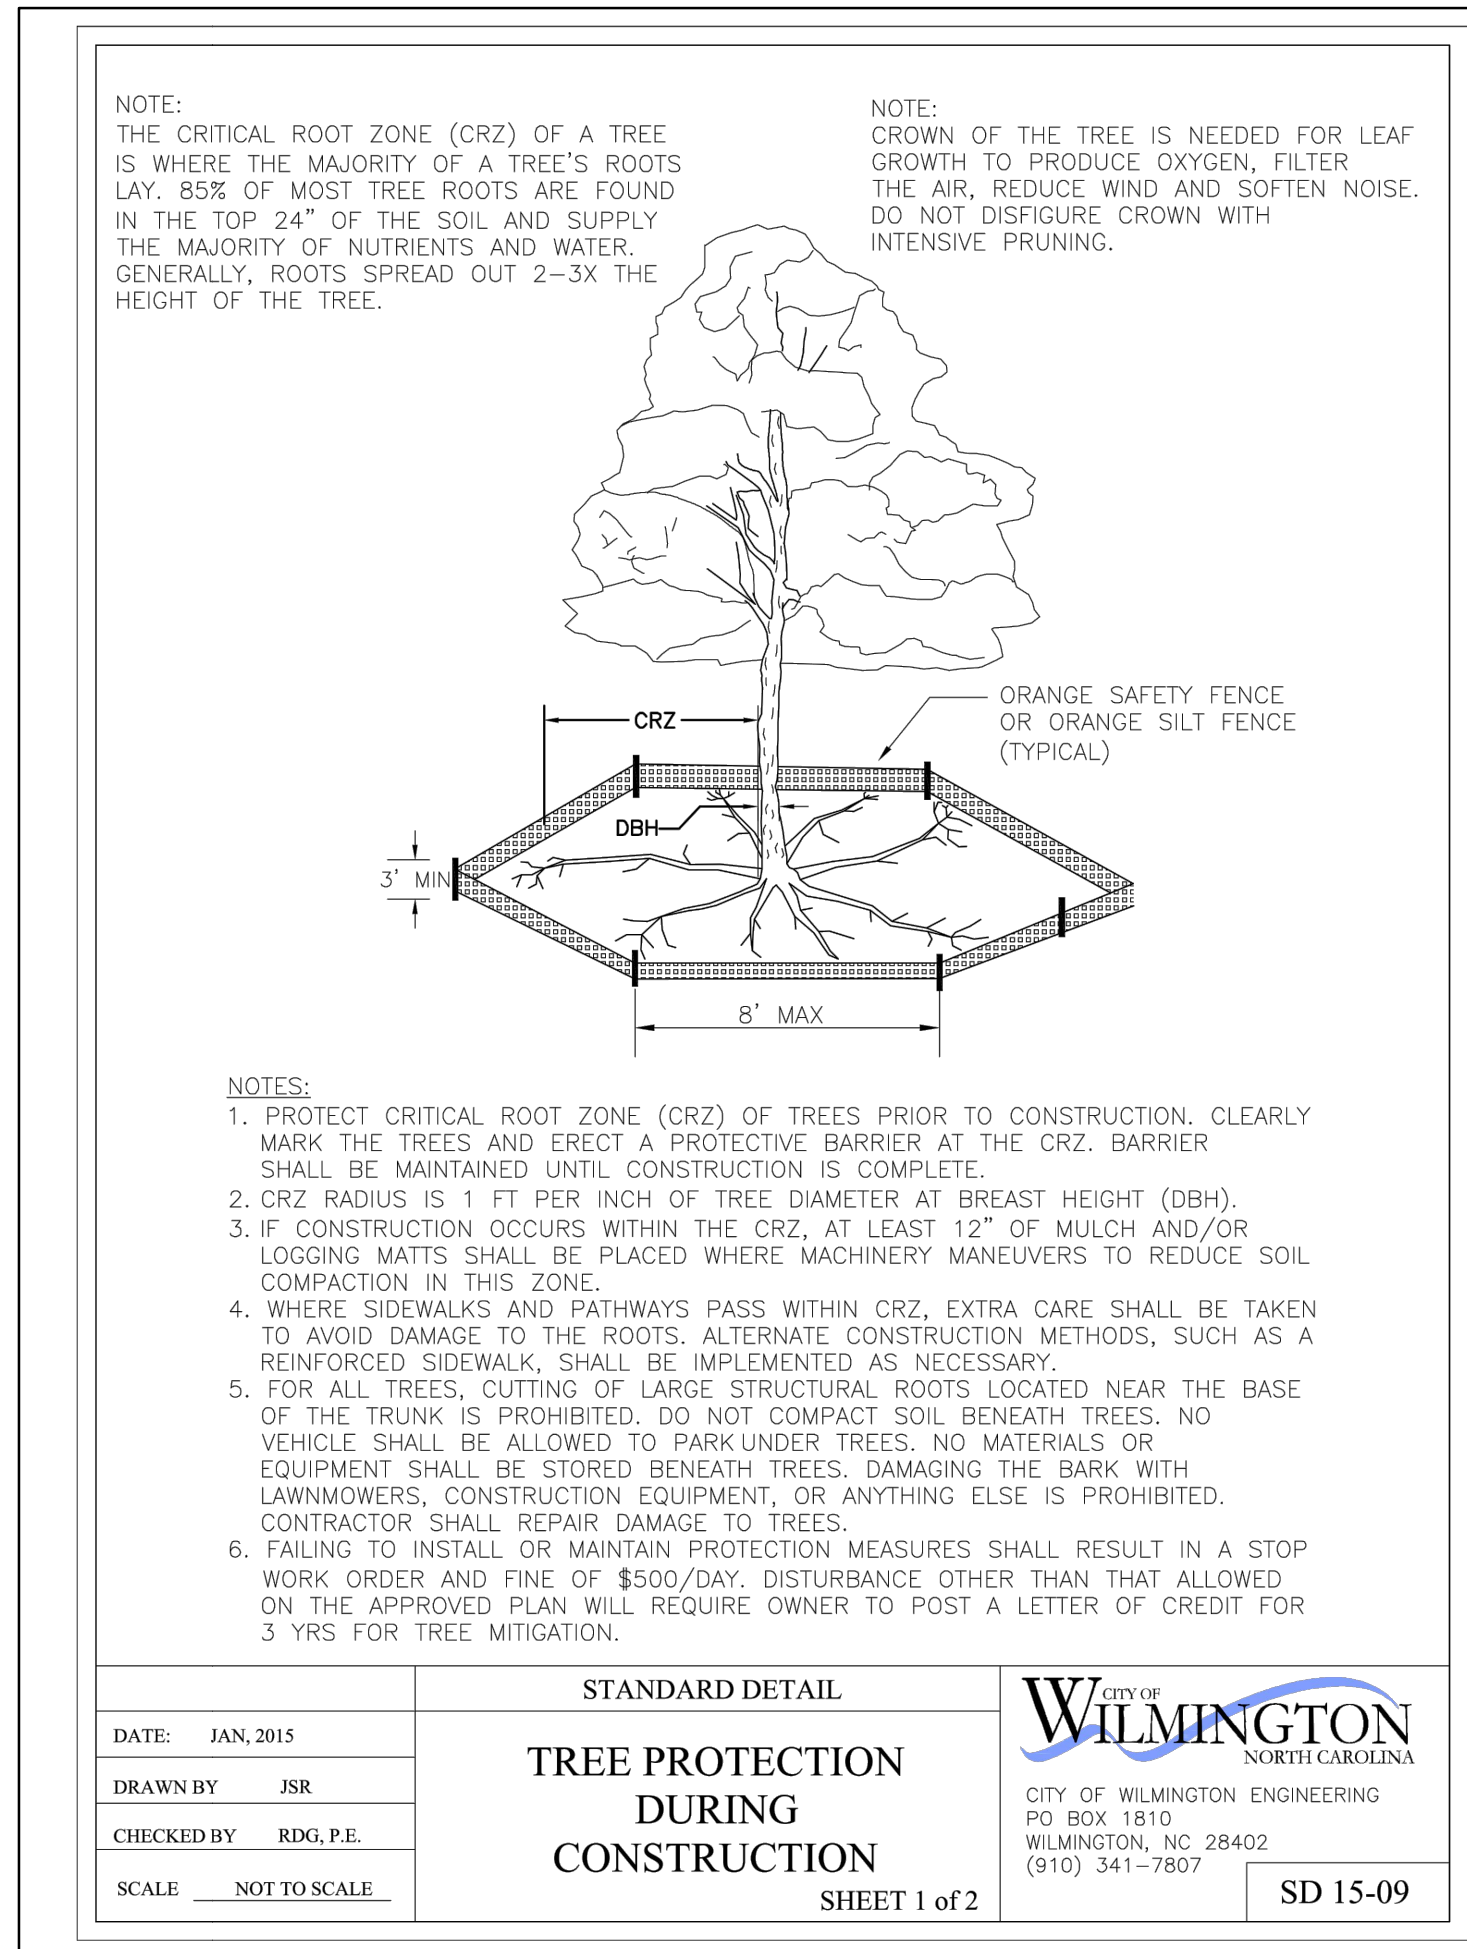 NOTE:
THE CRITICAL ROOT ZONE (CRZ) OF A TREE
IS WHERE THE MAJORITY OF A TREE'S ROOTS
LAY. 85% OF MOST TREE ROOTS ARE FOUND
IN THE TOP 24" OF THE SOIL AND SUPPLY
THE MAJORITY OF NUTRIENTS AND WATER.
GENERALLY, ROOTS SPREAD OUT 2-3X THE
HEIGHT OF THE TREE.
NOTE:
CROWN OF THE TREE IS NEEDED FOR LEAF
GROWTH TO PRODUCE OXYGEN, FILTER
THE AIR, REDUCE WIND AND SOFTEN NOISE.
DO NOT DISFIGURE CROWN WITH
INTENSIVE PRUNING.
ORANGE SAFETY FENCE
OR ORANGE SILT FENCE
(TYPICAL)
CRZ
DBH
3' MIN
8' MAX
NOTES:
1. PROTECT CRITICAL ROOT ZONE (CRZ) OF TREES PRIOR TO CONSTRUCTION. CLEARLY
MARK THE TREES AND ERECT A PROTECTIVE BARRIER AT THE CRZ. BARRIER
SHALL BE MAINTAINED UNTIL CONSTRUCTION IS COMPLETE.
2. CRZ RADIUS IS 1 FT PER INCH OF TREE DIAMETER AT BREAST HEIGHT (DBH).
3. IF CONSTRUCTION OCCURS WITHIN THE CRZ, AT LEAST 12" OF MULCH AND/OR
LOGGING MATTS SHALL BE PLACED WHERE MACHINERY MANEUVERS TO REDUCE SOIL
COMPACTION IN THIS ZONE.
4. WHERE SIDEWALKS AND PATHWAYS PASS WITHIN CRZ, EXTRA CARE SHALL BE TAKEN
TO AVOID DAMAGE TO THE ROOTS. ALTERNATE CONSTRUCTION METHODS, SUCH AS A
REINFORCED SIDEWALK, SHALL BE IMPLEMENTED AS NECESSARY.
5. FOR ALL TREES, CUTTING OF LARGE STRUCTURAL ROOTS LOCATED NEAR THE BASE
OF THE TRUNK IS PROHIBITED. DO NOT COMPACT SOIL BENEATH TREES. NO
VEHICLE SHALL BE ALLOWED TO PARK UNDER TREES. NO MATERIALS OR
EQUIPMENT SHALL BE STORED BENEATH TREES. DAMAGING THE BARK WITH
LAWNMOWERS, CONSTRUCTION EQUIPMENT, OR ANYTHING ELSE IS PROHIBITED.
CONTRACTOR SHALL REPAIR DAMAGE TO TREES.
6. FAILING TO INSTALL OR MAINTAIN PROTECTION MEASURES SHALL RESULT IN A STOP
WORK ORDER AND FINE OF $500/DAY. DISTURBANCE OTHER THAN THAT ALLOWED
ON THE APPROVED PLAN WILL REQUIRE OWNER TO POST A LETTER OF CREDIT FOR
3 YRS FOR TREE MITIGATION.
DATE: JAN, 2015
DRAWN BY JSR
CHECKED BY RDG, P.E.
SCALE NOT TO SCALE
STANDARD DETAIL
TREE PROTECTION
DURING
CONSTRUCTION
SHEET 1 of 2
CITY OF
WILMINGTON
NORTH CAROLINA
CITY OF WILMINGTON ENGINEERING
PO BOX 1810
WILMINGTON, NC 28402
(910) 341-7807
SD 15-09